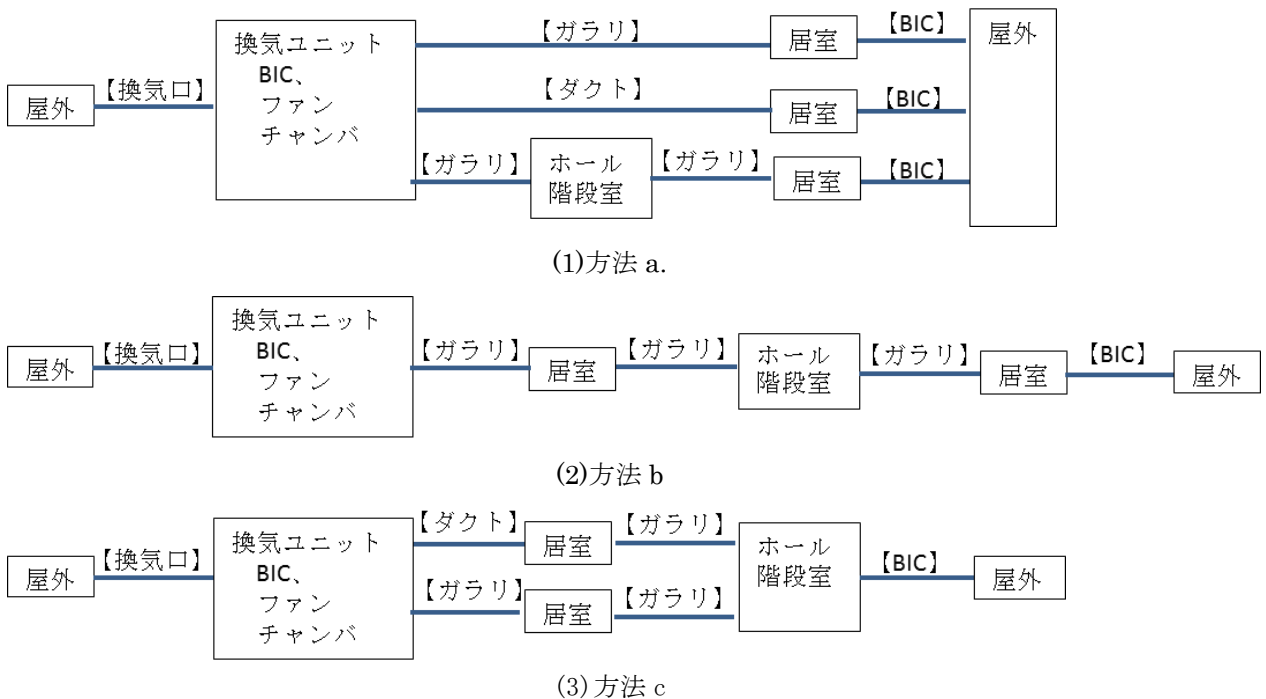 【ガラリ】
居室
【BIC】
屋外
換気ユニット
BIC、
ファン
チャンバ
屋外
【換気口】
【ダクト】
居室
【BIC】
【ガラリ】
ホール
階段室
【ガラリ】
居室
【BIC】
(1)方法 a.
屋外
【換気口】
換気ユニット
BIC、
ファン
チャンバ
【ガラリ】
居室
【ガラリ】
ホール
階段室
【ガラリ】
居室
【BIC】
屋外
(2)方法 b
屋外
【換気口】
換気ユニット
BIC、
ファン
チャンバ
【ダクト】
居室
【ガラリ】
【ガラリ】
居室
【ガラリ】
ホール
階段室
【BIC】
屋外
(3)方法 c